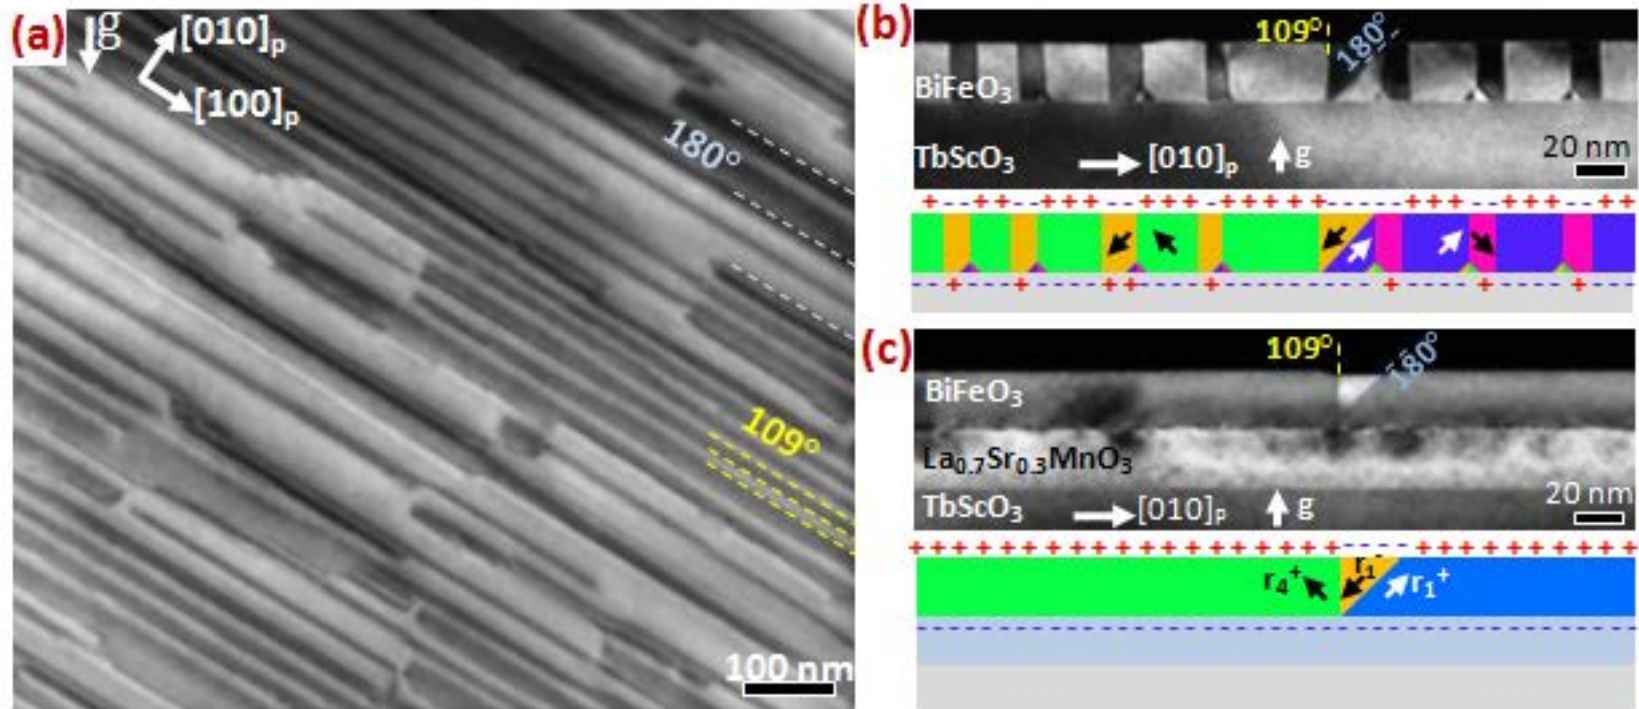 (a)
g
[010]p
[100]p
180°
109°
100 nm
(b)
109°
180°
BiFeO3
TbScO3
[010]p
g
20 nm
(c)
109°
180°
BiFeO3
La0.7Sr0.3MnO3
TbScO3
[010]p
g
20 nm
r4+
r1-
r1+